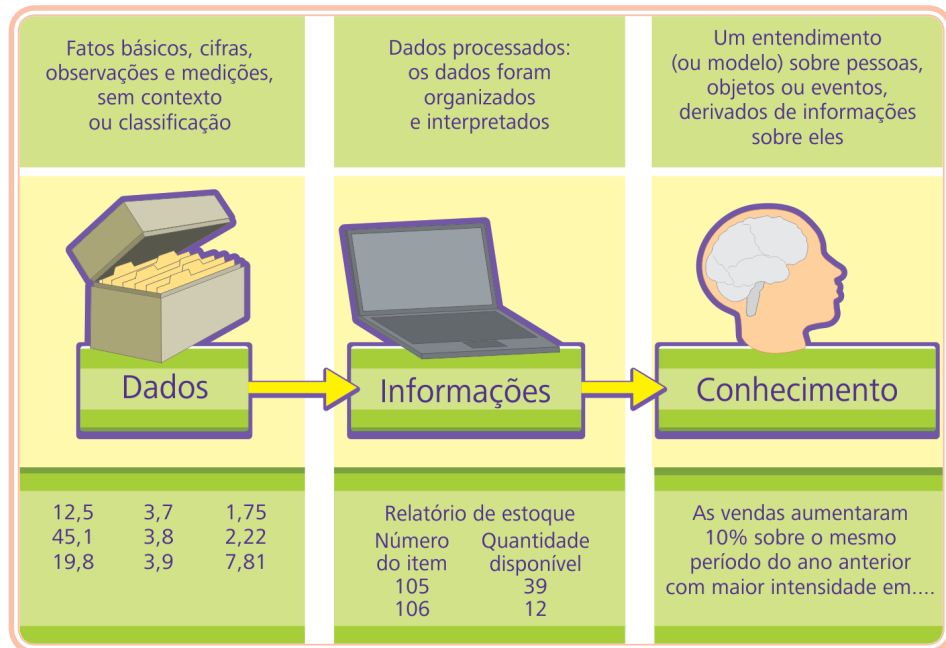 Fatos básicos, cifras,
observações e medições,
sem contexto
ou classificação
Dados processados:
os dados foram
organizados
e interpretados
Um entendimento
(ou modelo) sobre pessoas,
objetos ou eventos,
derivados de informações
sobre eles
Dados
Informações
Conhecimento
12,5 3,7 1,75
45,1 3,8 2,22
19,8 3,9 7,81
Relatório de estoque
Número Quantidade
do item disponível
105 39
106 12
As vendas aumentaram
10% sobre o mesmo
período do ano anterior
com maior intensidade em....